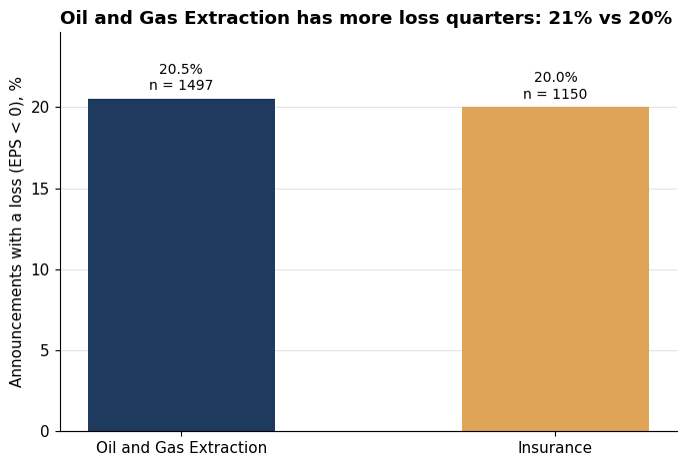 Oil and Gas Extraction has more loss quarters: 21% vs 20%
Announcements with a loss (EPS < 0), %
20
15
10
5
0
20.5%
n = 1497
20.0%
n = 1150
Oil and Gas Extraction
Insurance